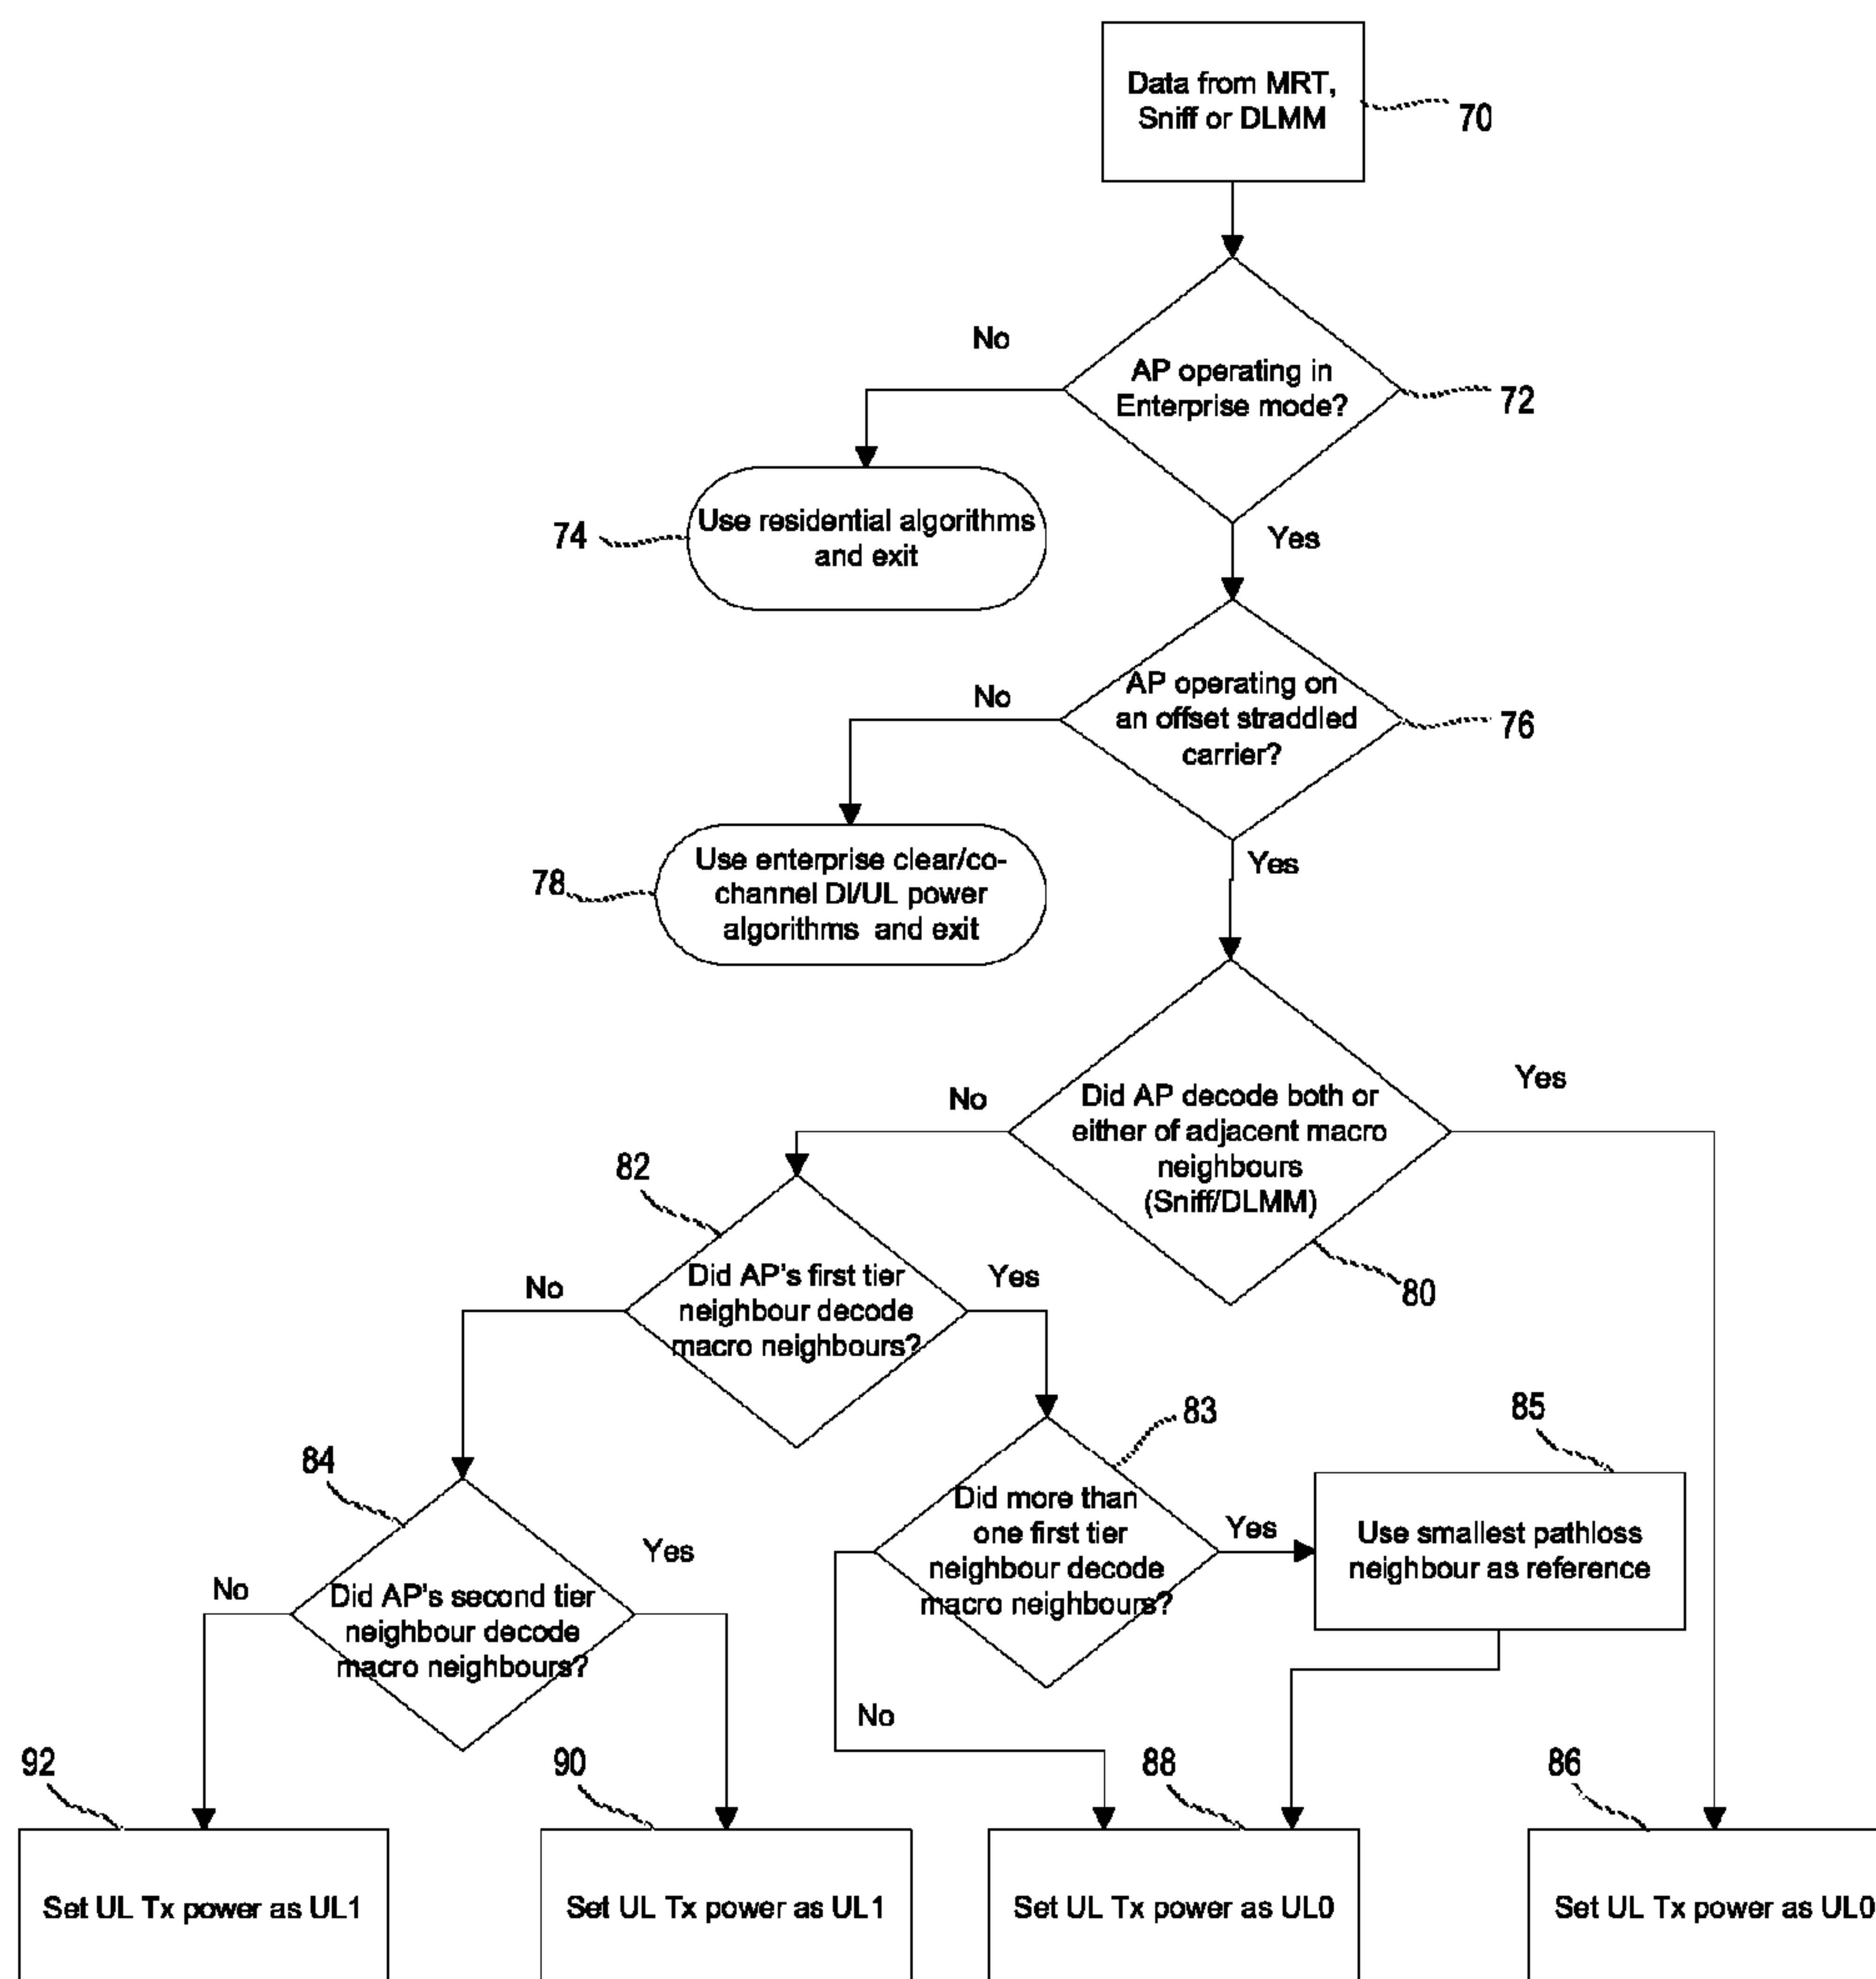 Data from MRT,
Sniff or DLMM
70
No
AP operating in
Enterprise mode?
72
Use residential algorithms
and exit
74
Yes
No
AP operating on
an offset straddled
carrier?
76
Use enterprise clear/co-
channel Dl/UL power
algorithms and exit
78
Yes
Yes
No
Did AP decode both or
either of adjacent macro
neighbours
(Sniff/DLMM)
80
82
No
Did AP's first tier
neighbour decode
macro neighbours?
Yes
83
85
84
Did more than
one first tier
neighbour decode
macro neighbours?
Yes
Use smallest pathloss
neighbour as reference
Yes
No
Did AP's second tier
neighbour decode
macro neighbours?
No
92
90
88
86
Set UL Tx power as UL1
Set UL Tx power as UL1
Set UL Tx power as UL0
Set UL Tx power as UL0